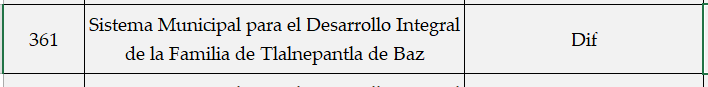 361
Sistema Municipal para el Desarrollo Integral
de la Familia de Tlalnepantla de Baz
Dif